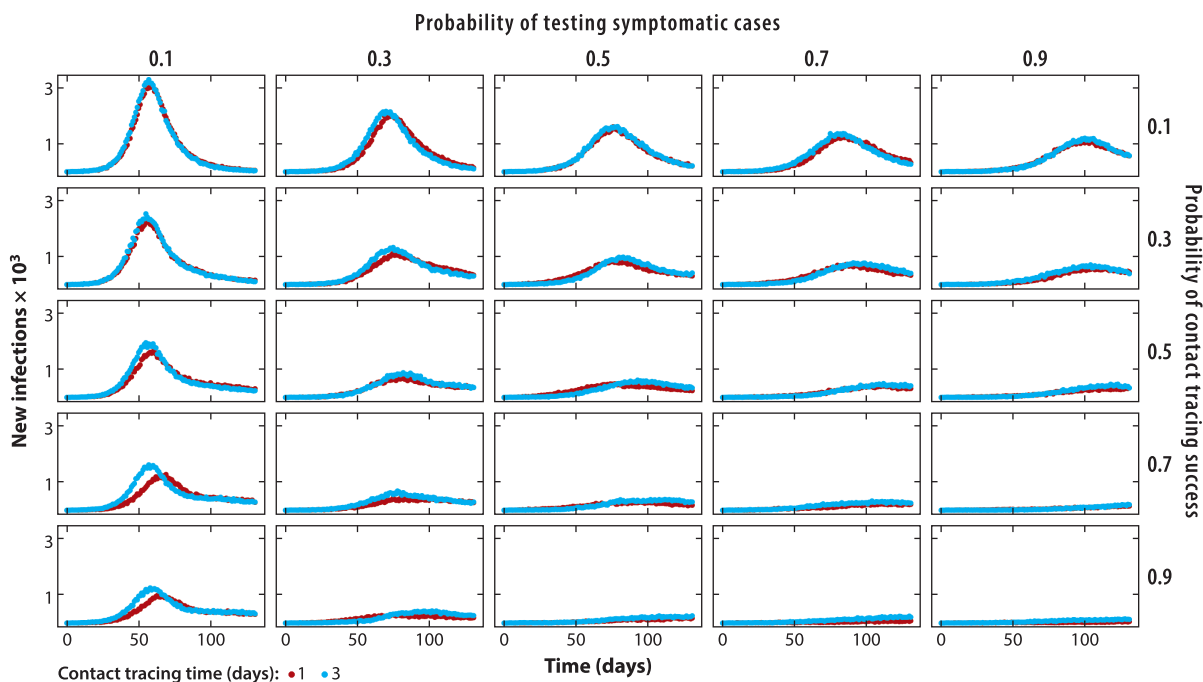 Probability of testing symptomatic cases
0.1 0.3 0.5 0.7 0.9
3
1
0.1
3
1
0.3
3
1
0.5
3
1
0.7
3
1
0.9
New infections × 10³
Probability of contact tracing success
0 50 100 0 50 100 0 50 100 0 50 100 0 50 100
Time (days)
Contact tracing time (days): 1 3